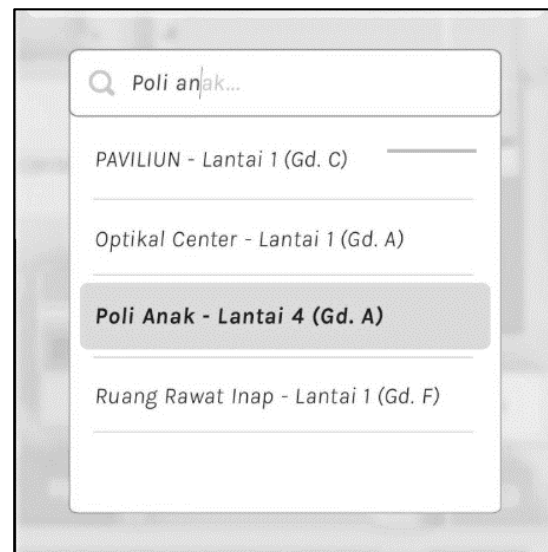 Poli anak...
PAVILIUN - Lantai 1 (Gd. C)
Optikal Center - Lantai 1 (Gd. A)
Poli Anak - Lantai 4 (Gd. A)
Ruang Rawat Inap - Lantai 1 (Gd. F)